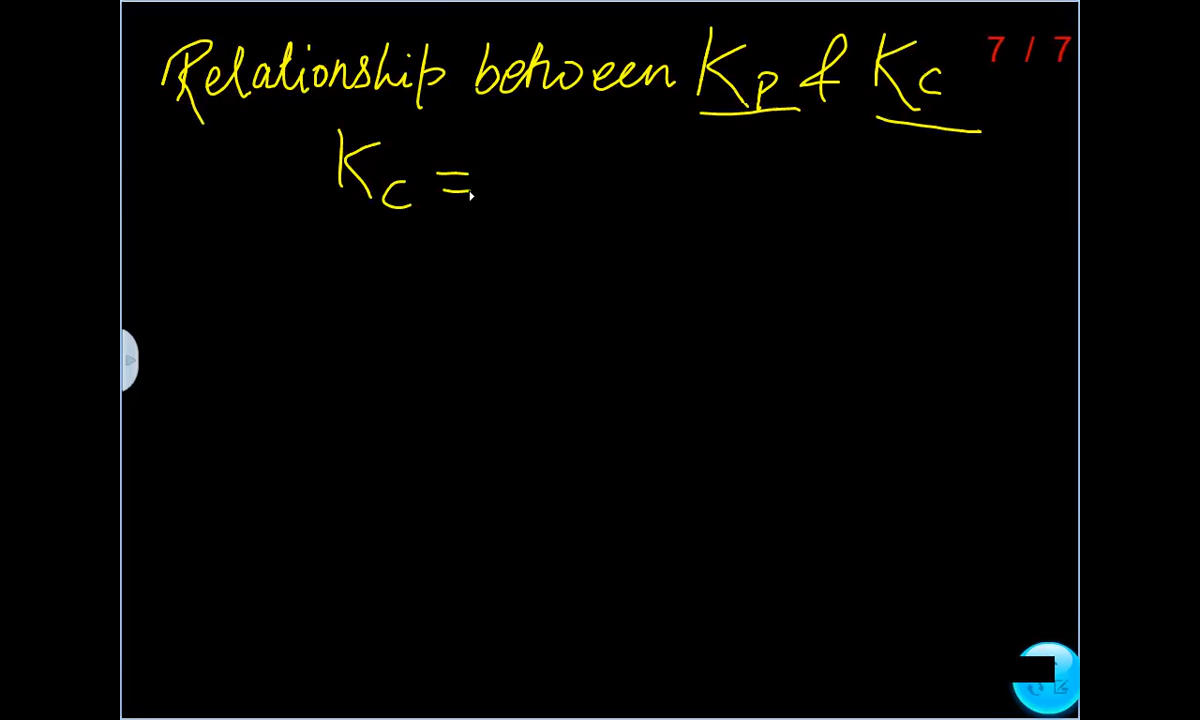 Relationship between Kp & Kc 7 / 7
Kc =